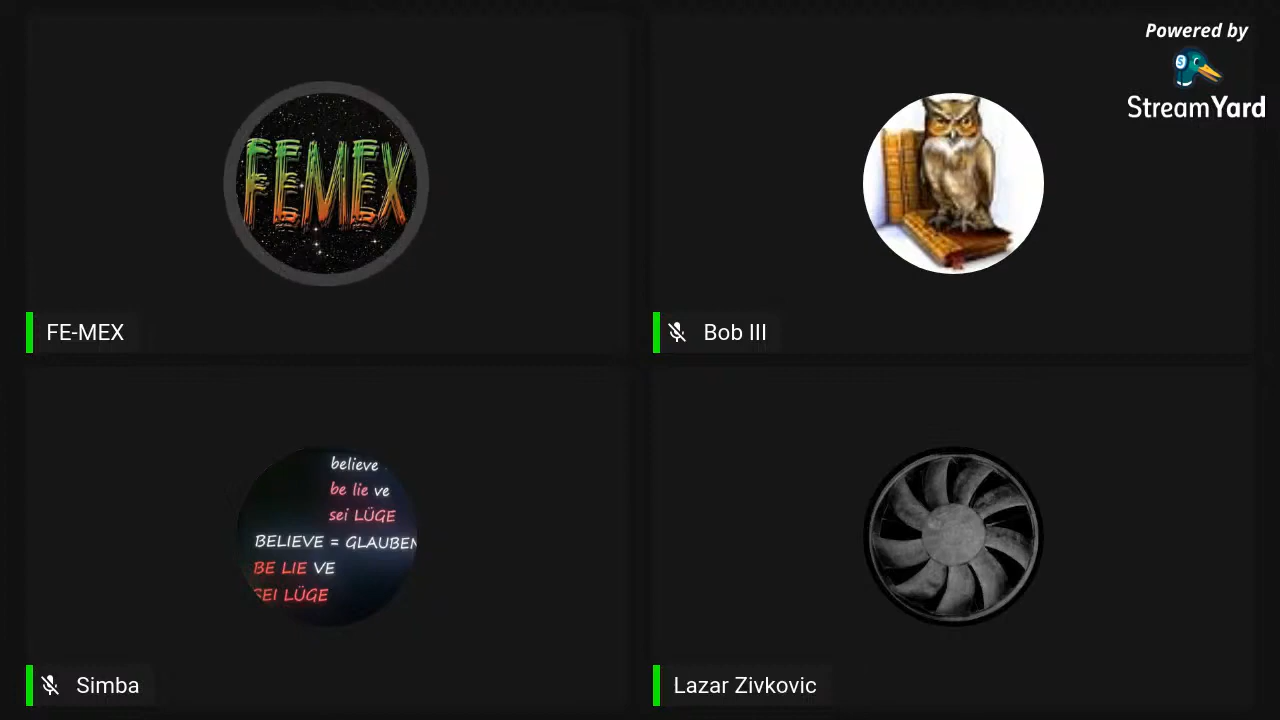 Powered by
StreamYard
FEMEX
FE-MEX
Bob III
believe
be lie ve
sei LÜGE
BELIEVE = GLAUBEN
BE LIE VE
SEI LÜGE
Simba
Lazar Zivkovic